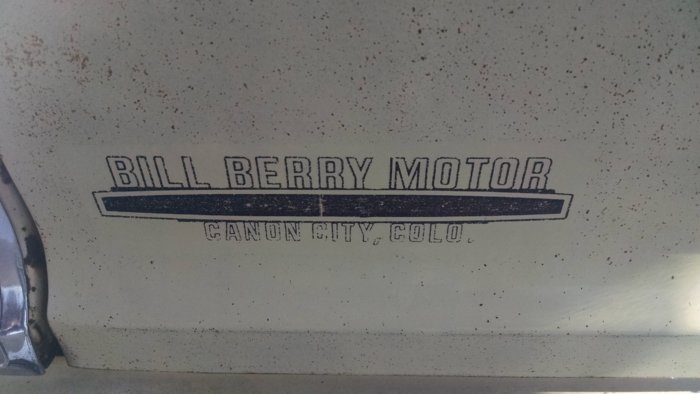 BILL BERRY MOTOR
CANON CITY, COLO.